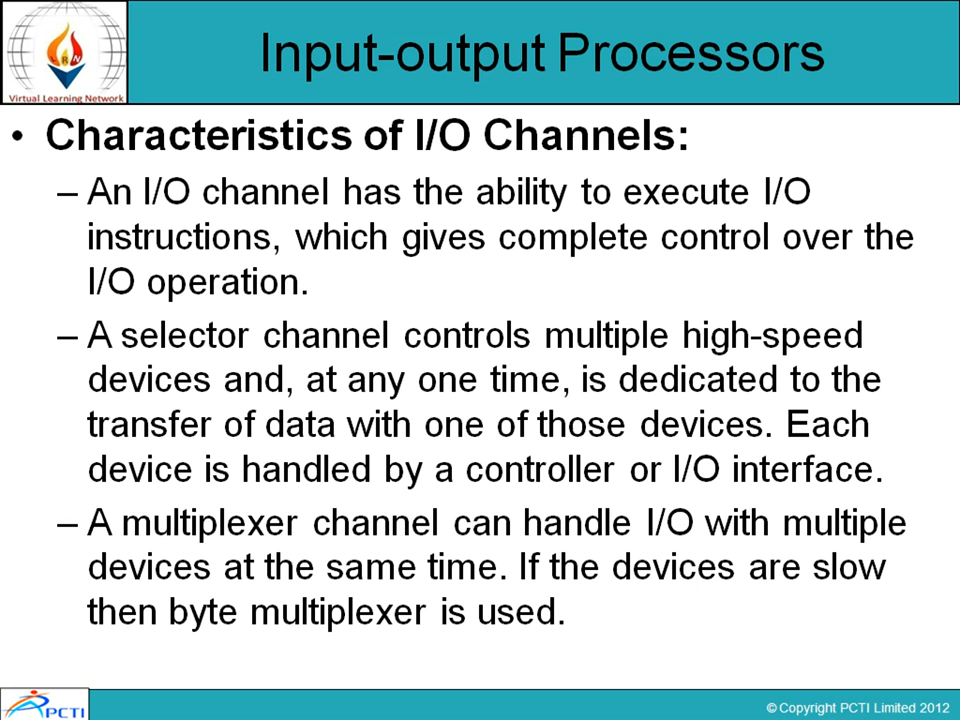 RN
Virtual Learning Network
Input-output Processors
• Characteristics of I/O Channels:
– An I/O channel has the ability to execute I/O
instructions, which gives complete control over the
I/O operation.
– A selector channel controls multiple high-speed
devices and, at any one time, is dedicated to the
transfer of data with one of those devices. Each
device is handled by a controller or I/O interface.
– A multiplexer channel can handle I/O with multiple
devices at the same time. If the devices are slow
then byte multiplexer is used.
PCTI
© Copyright PCTI Limited 2012